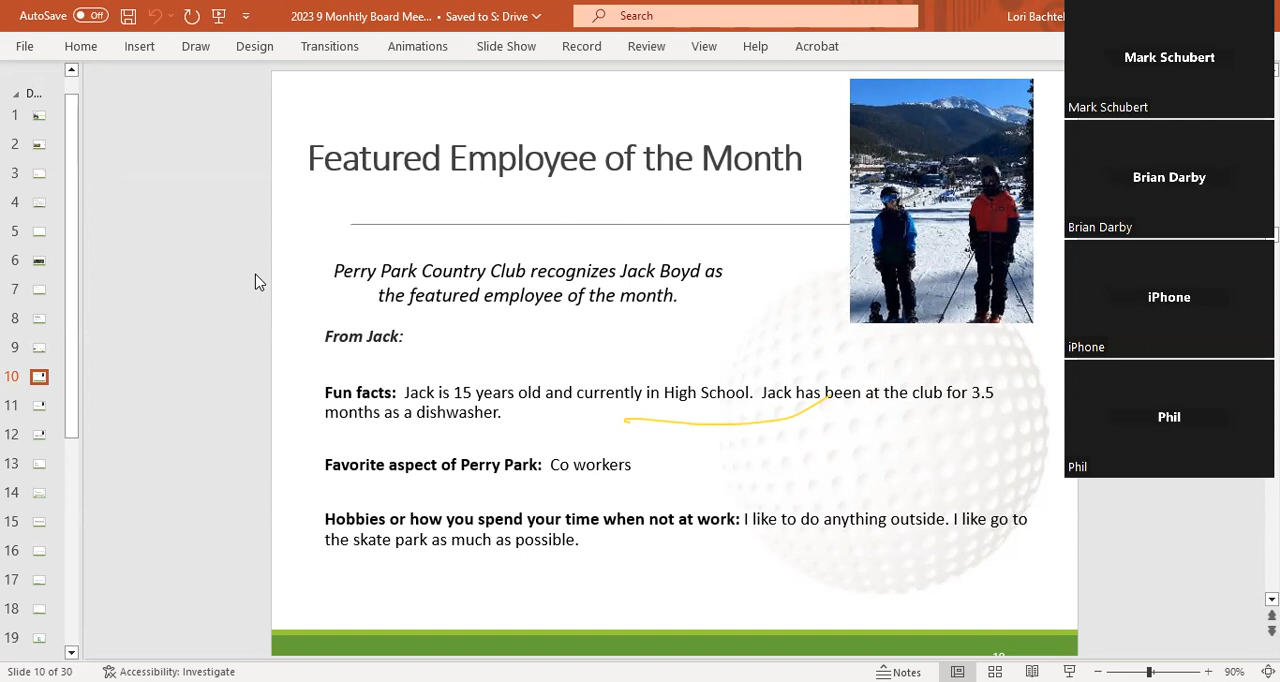 AutoSave Off 2023 9 Monhtly Board Mee... • Saved to S: Drive Search Lori Bachtel
File Home Insert Draw Design Transitions Animations Slide Show Record Review View Help Acrobat
D...
1
2
3
4
5
6
7
8
9
10
11
12
13
14
15
16
17
18
19
Featured Employee of the Month
Perry Park Country Club recognizes Jack Boyd as
the featured employee of the month.
From Jack:
Fun facts: Jack is 15 years old and currently in High School. Jack has been at the club for 3.5
months as a dishwasher.
Favorite aspect of Perry Park: Co workers
Hobbies or how you spend your time when not at work: I like to do anything outside. I like go to
the skate park as much as possible.
Mark Schubert
Mark Schubert
Brian Darby
Brian Darby
iPhone
iPhone
Phil
Phil
Slide 10 of 30 Accessibility: Investigate Notes 90%